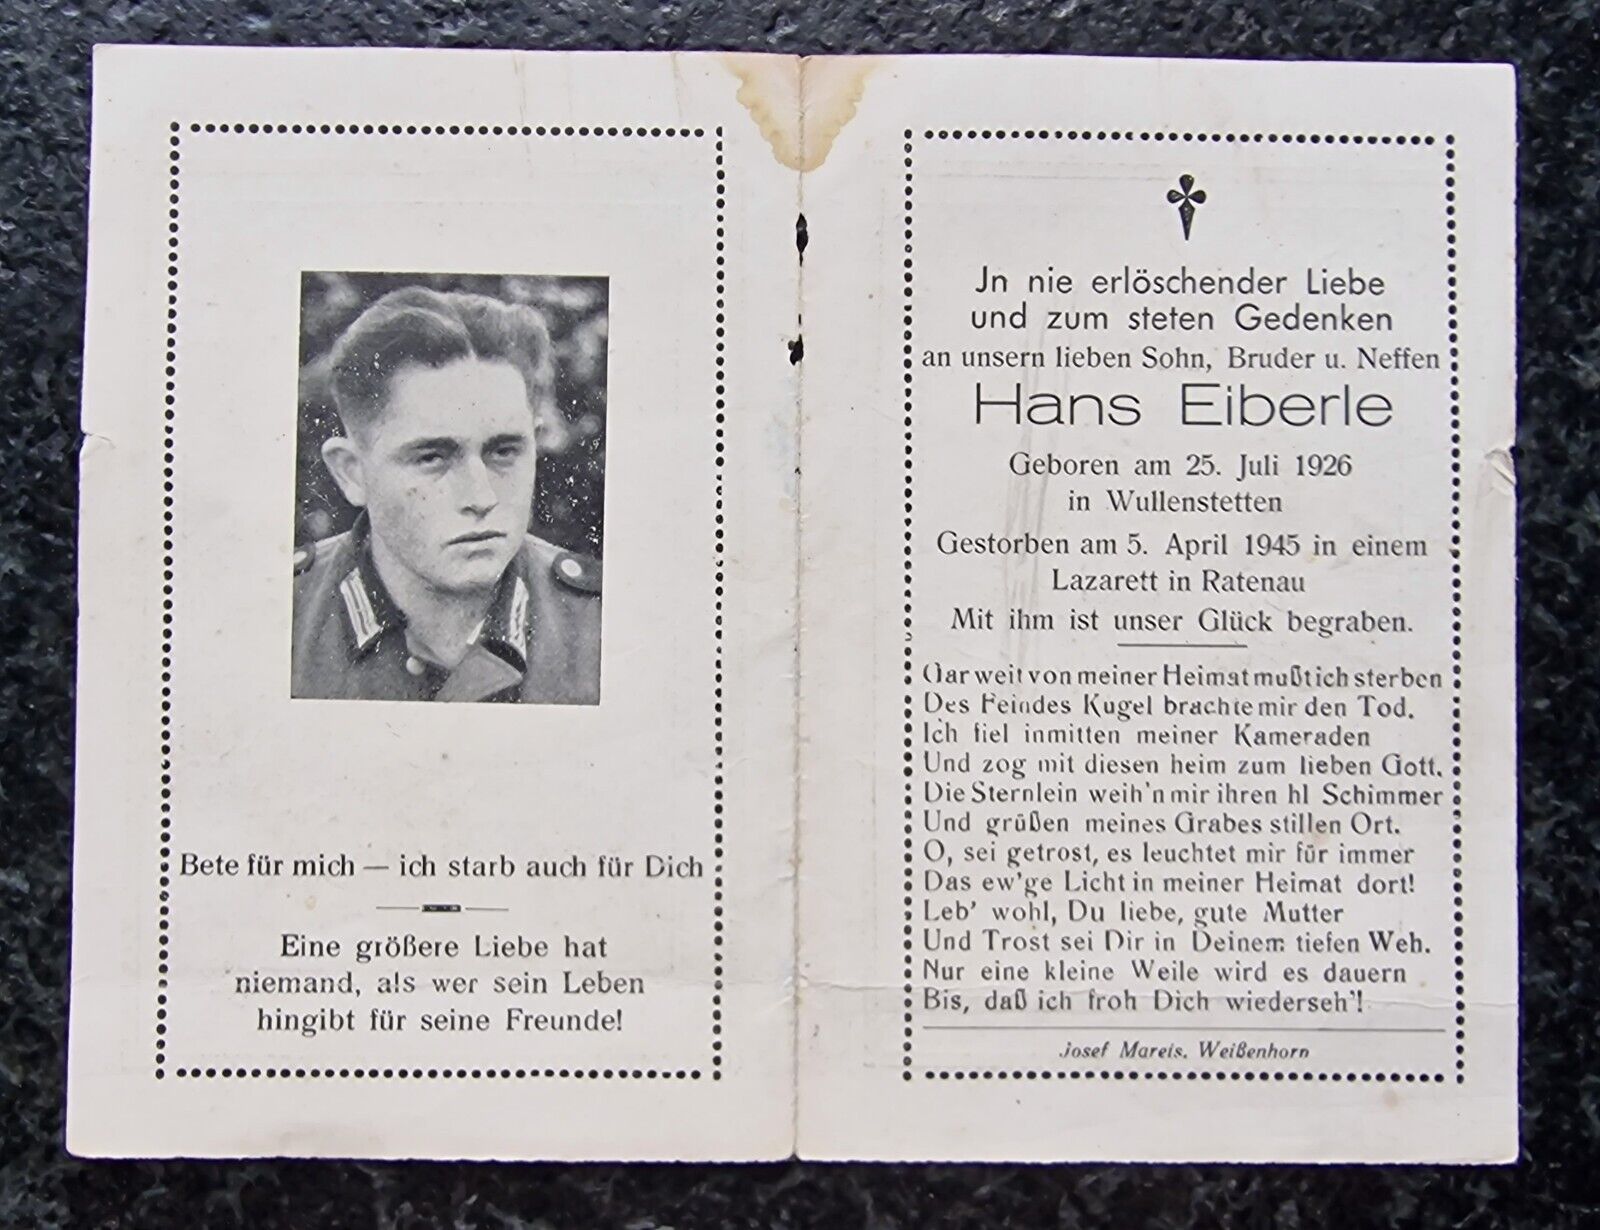 Bete für mich — ich starb auch für Dich
Eine größere Liebe hat
niemand, als wer sein Leben
hingibt für seine Freunde!
Jn nie erlöschender Liebe
und zum steten Gedenken
an unsern lieben Sohn, Bruder u. Neffen
Hans Eiberle
Geboren am 25. Juli 1926
in Wullenstetten
Gestorben am 5. April 1945 in einem
Lazarett in Ratenau
Mit ihm ist unser Glück begraben.
Gar weit von meiner Heimat mußt ich sterben
Des Feindes Kugel brachte mir den Tod.
Ich fiel inmitten meiner Kameraden
Und zog mit diesen heim zum lieben Gott.
Die Sternlein weih'n mir ihren hl Schimmer
Und grüßen meines Grabes stillen Ort.
O, sei getrost, es leuchtet mir für immer
Das ew'ge Licht in meiner Heimat dort!
Leb' wohl, Du liebe, gute Mutter
Und Trost sei Dir in Deinem tiefen Weh.
Nur eine kleine Weile wird es dauern
Bis, daß ich froh Dich wiederseh'!
Josef Mareis, Weißenhorn